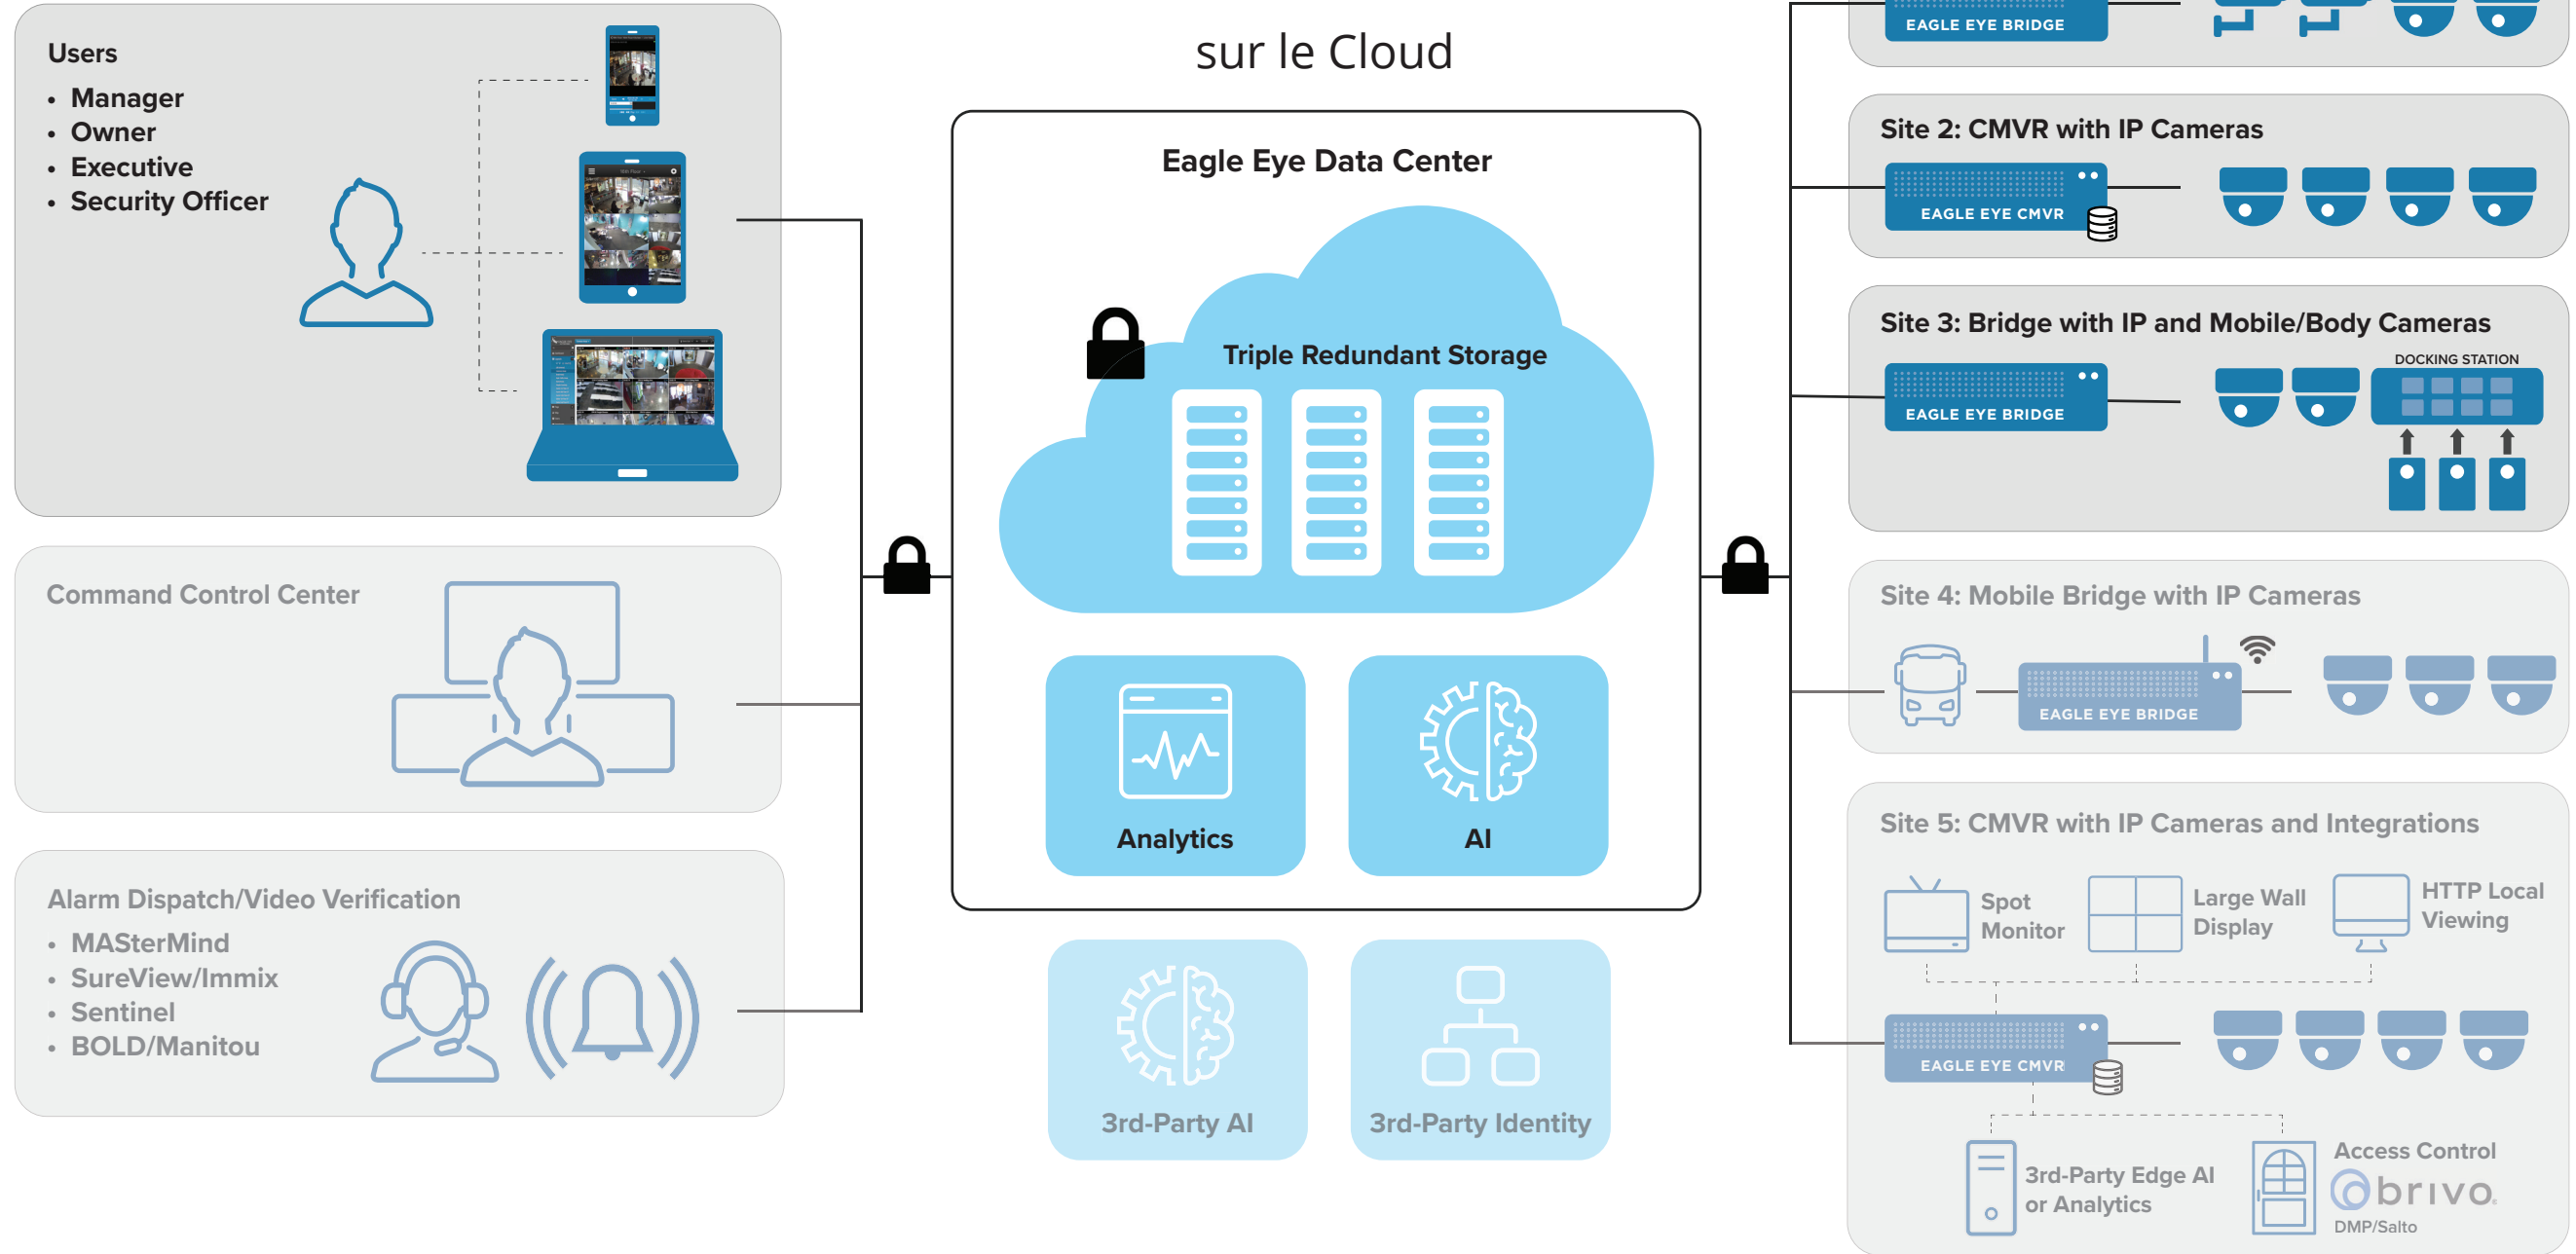 Users
• Manager
• Owner
• Executive
• Security Officer
Command Control Center
Alarm Dispatch/Video Verification
• MASterMind
• SureView/Immix
• Sentinel
• BOLD/Manitou
sur le Cloud
Eagle Eye Data Center
Triple Redundant Storage
Analytics
AI
3rd-Party AI
3rd-Party Identity
EAGLE EYE BRIDGE
Site 2: CMVR with IP Cameras
EAGLE EYE CMVR
Site 3: Bridge with IP and Mobile/Body Cameras
DOCKING STATION
EAGLE EYE BRIDGE
Site 4: Mobile Bridge with IP Cameras
EAGLE EYE BRIDGE
Site 5: CMVR with IP Cameras and Integrations
Spot
Monitor
Large Wall
Display
HTTP Local
Viewing
EAGLE EYE CMVR
3rd-Party Edge AI
or Analytics
Access Control
brivo
DMP/Salto